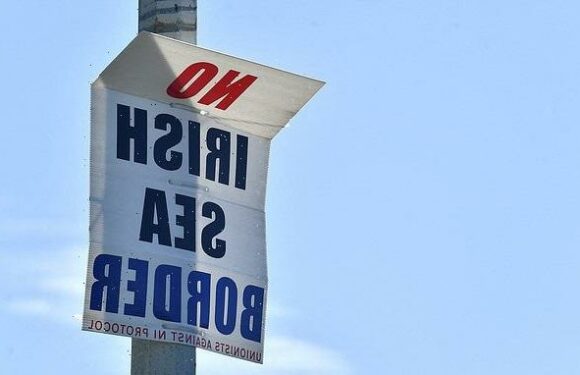 NO
IRISH
SEA
BORDER
UNIONISTS AGAINST NI PROTOCOL